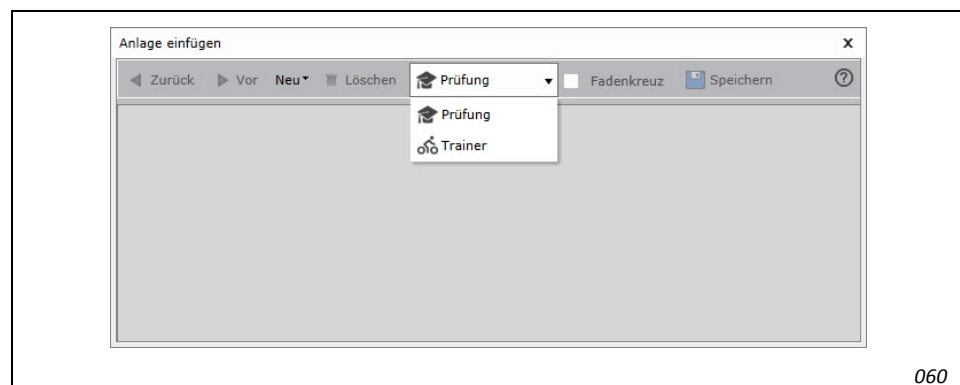 Anlage einfügen x
Zurück Vor Neu Löschen Prüfung Fadenkreuz Speichern ?
Prüfung
Trainer
060